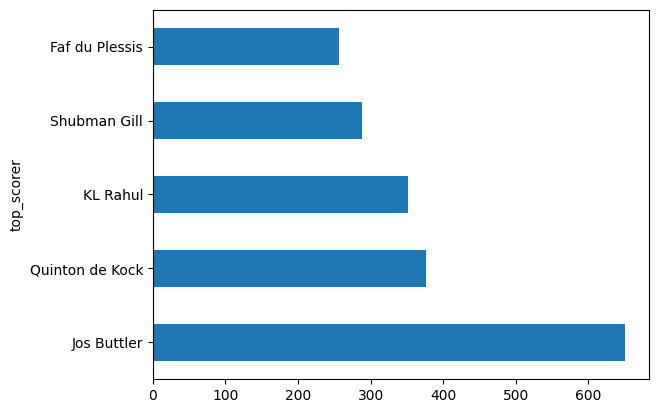 Faf du Plessis
Shubman Gill
KL Rahul
Quinton de Kock
Jos Buttler
top_scorer
0 100 200 300 400 500 600